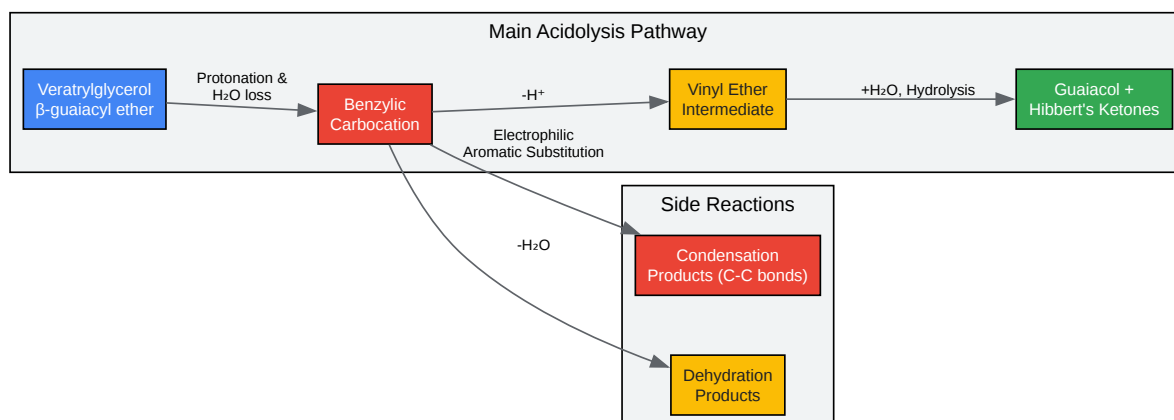 Main Acidolysis Pathway
Veratrylglycerol
β-guaiacyl ether
Protonation &
H₂O loss
Benzylic
Carbocation
-H⁺
Vinyl Ether
Intermediate
+H₂O, Hydrolysis
Guaiacol +
Hibbert's Ketones
Electrophilic
Aromatic Substitution
-H₂O
Side Reactions
Condensation
Products (C-C bonds)
Dehydration
Products